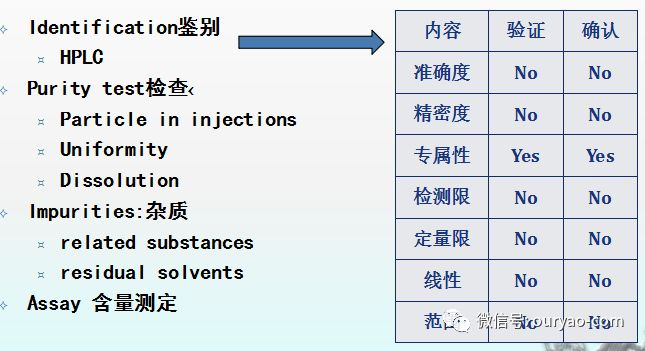 Identification鉴别
HPLC
Purity test检查
Particle in injections
Uniformity
Dissolution
Impurities:杂质
related substances
residual solvents
Assay 含量测定
内容 验证 确认
准确度 No No
精密度 No No
专属性 Yes Yes
检测限 No No
定量限 No No
线性 No No
范 No No
微信号: ouryao-com